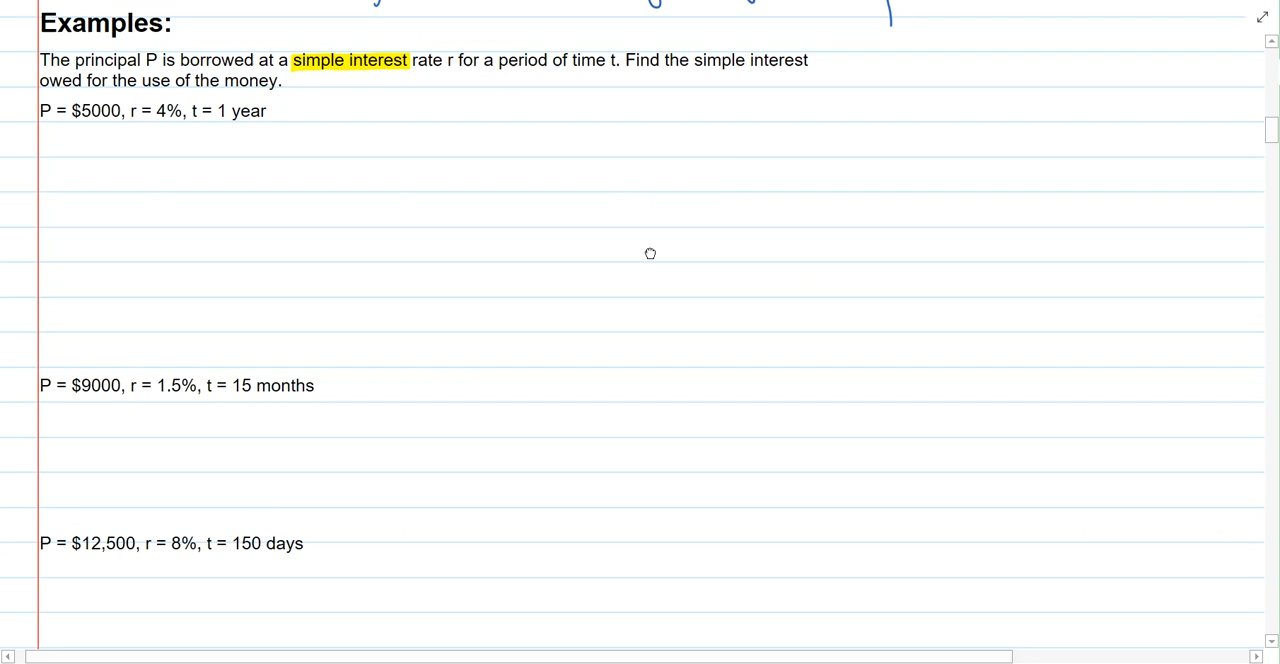 Examples:
The principal P is borrowed at a simple interest rate r for a period of time t. Find the simple interest
owed for the use of the money.
P = $5000, r = 4%, t = 1 year
P = $9000, r = 1.5%, t = 15 months
P = $12,500, r = 8%, t = 150 days